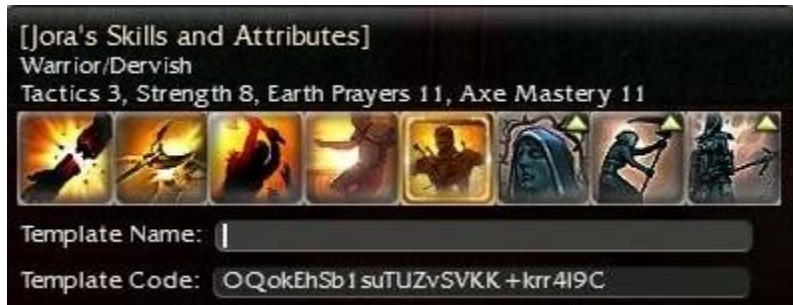 [Jora's Skills and Attributes]
Warrior/Dervish
Tactics 3, Strength 8, Earth Prayers 11, Axe Mastery 11
Template Name:
Template Code: OQokEhSb1suTUZvSVKK+krr4I9C